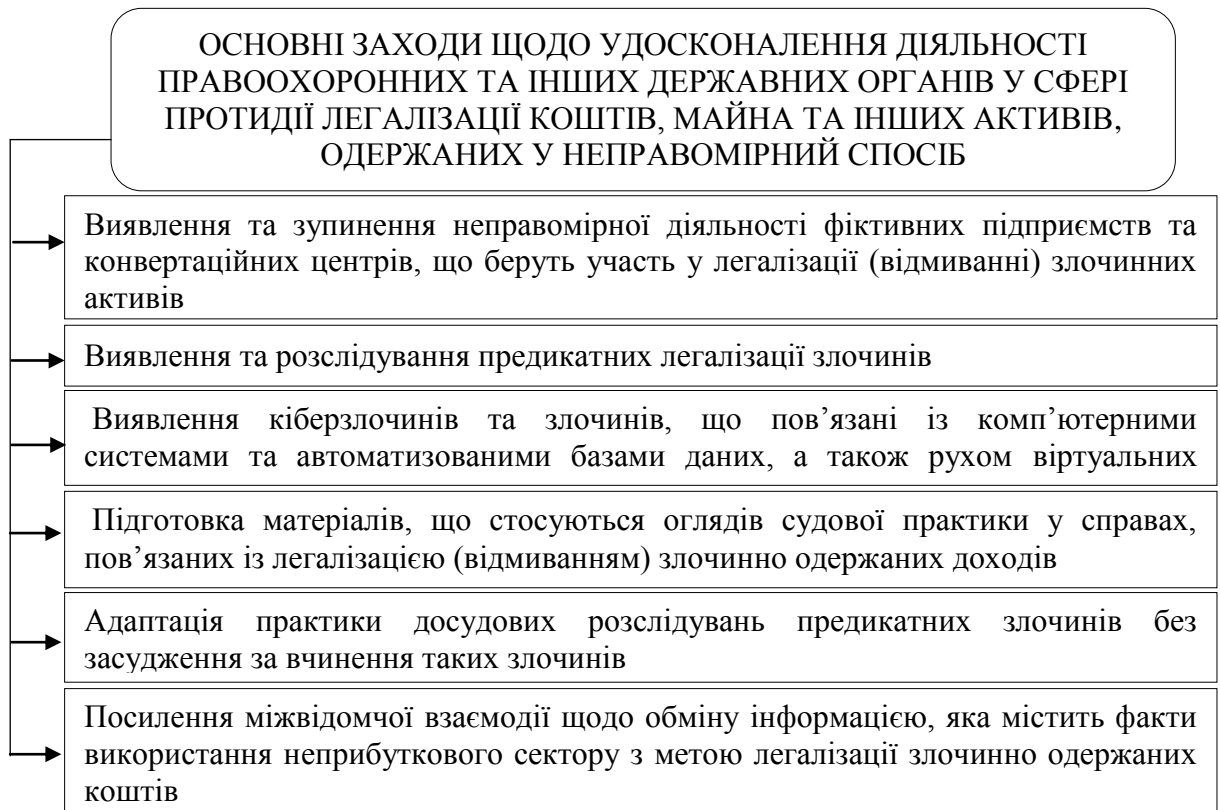 ОСНОВНІ ЗАХОДИ ЩОДО УДОСКОНАЛЕННЯ ДІЯЛЬНОСТІ
ПРАВООХОРОННИХ ТА ІНШИХ ДЕРЖАВНИХ ОРГАНІВ У СФЕРІ
ПРОТИДІЇ ЛЕГАЛІЗАЦІЇ КОШТІВ, МАЙНА ТА ІНШИХ АКТИВІВ,
ОДЕРЖАНИХ У НЕПРАВОМІРНИЙ СПОСІБ
Виявлення та зупинення неправомірної діяльності фіктивних підприємств та
конвертаційних центрів, що беруть участь у легалізації (відмиванні) злочинних
активів
Виявлення та розслідування предикатних легалізації злочинів
Виявлення кіберзлочинів та злочинів, що пов’язані із комп’ютерними
системами та автоматизованими базами даних, а також рухом віртуальних
Підготовка матеріалів, що стосуються оглядів судової практики у справах,
пов’язаних із легалізацією (відмиванням) злочинно одержаних доходів
Адаптація практики досудових розслідувань предикатних злочинів без
засудження за вчинення таких злочинів
Посилення міжвідомчої взаємодії щодо обміну інформацією, яка містить факти
використання неприбуткового сектору з метою легалізації злочинно одержаних
коштів